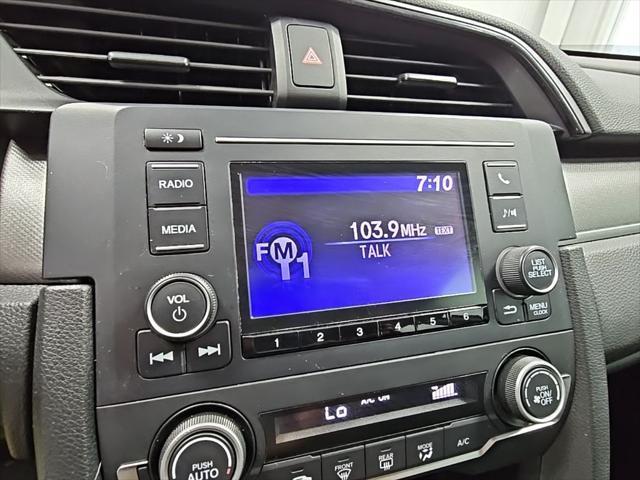 RADIO
MEDIA
VOL
7:10
103.9MHz TEXT
TALK
FM1
LIST
PUSH
SELECT
MENU
CLOCK
1 2 3 4 5 6
A/C ON
Lo
PUSH
ON/
OFF
PUSH
AUTO
FRONT
REAR
MODE
A/C